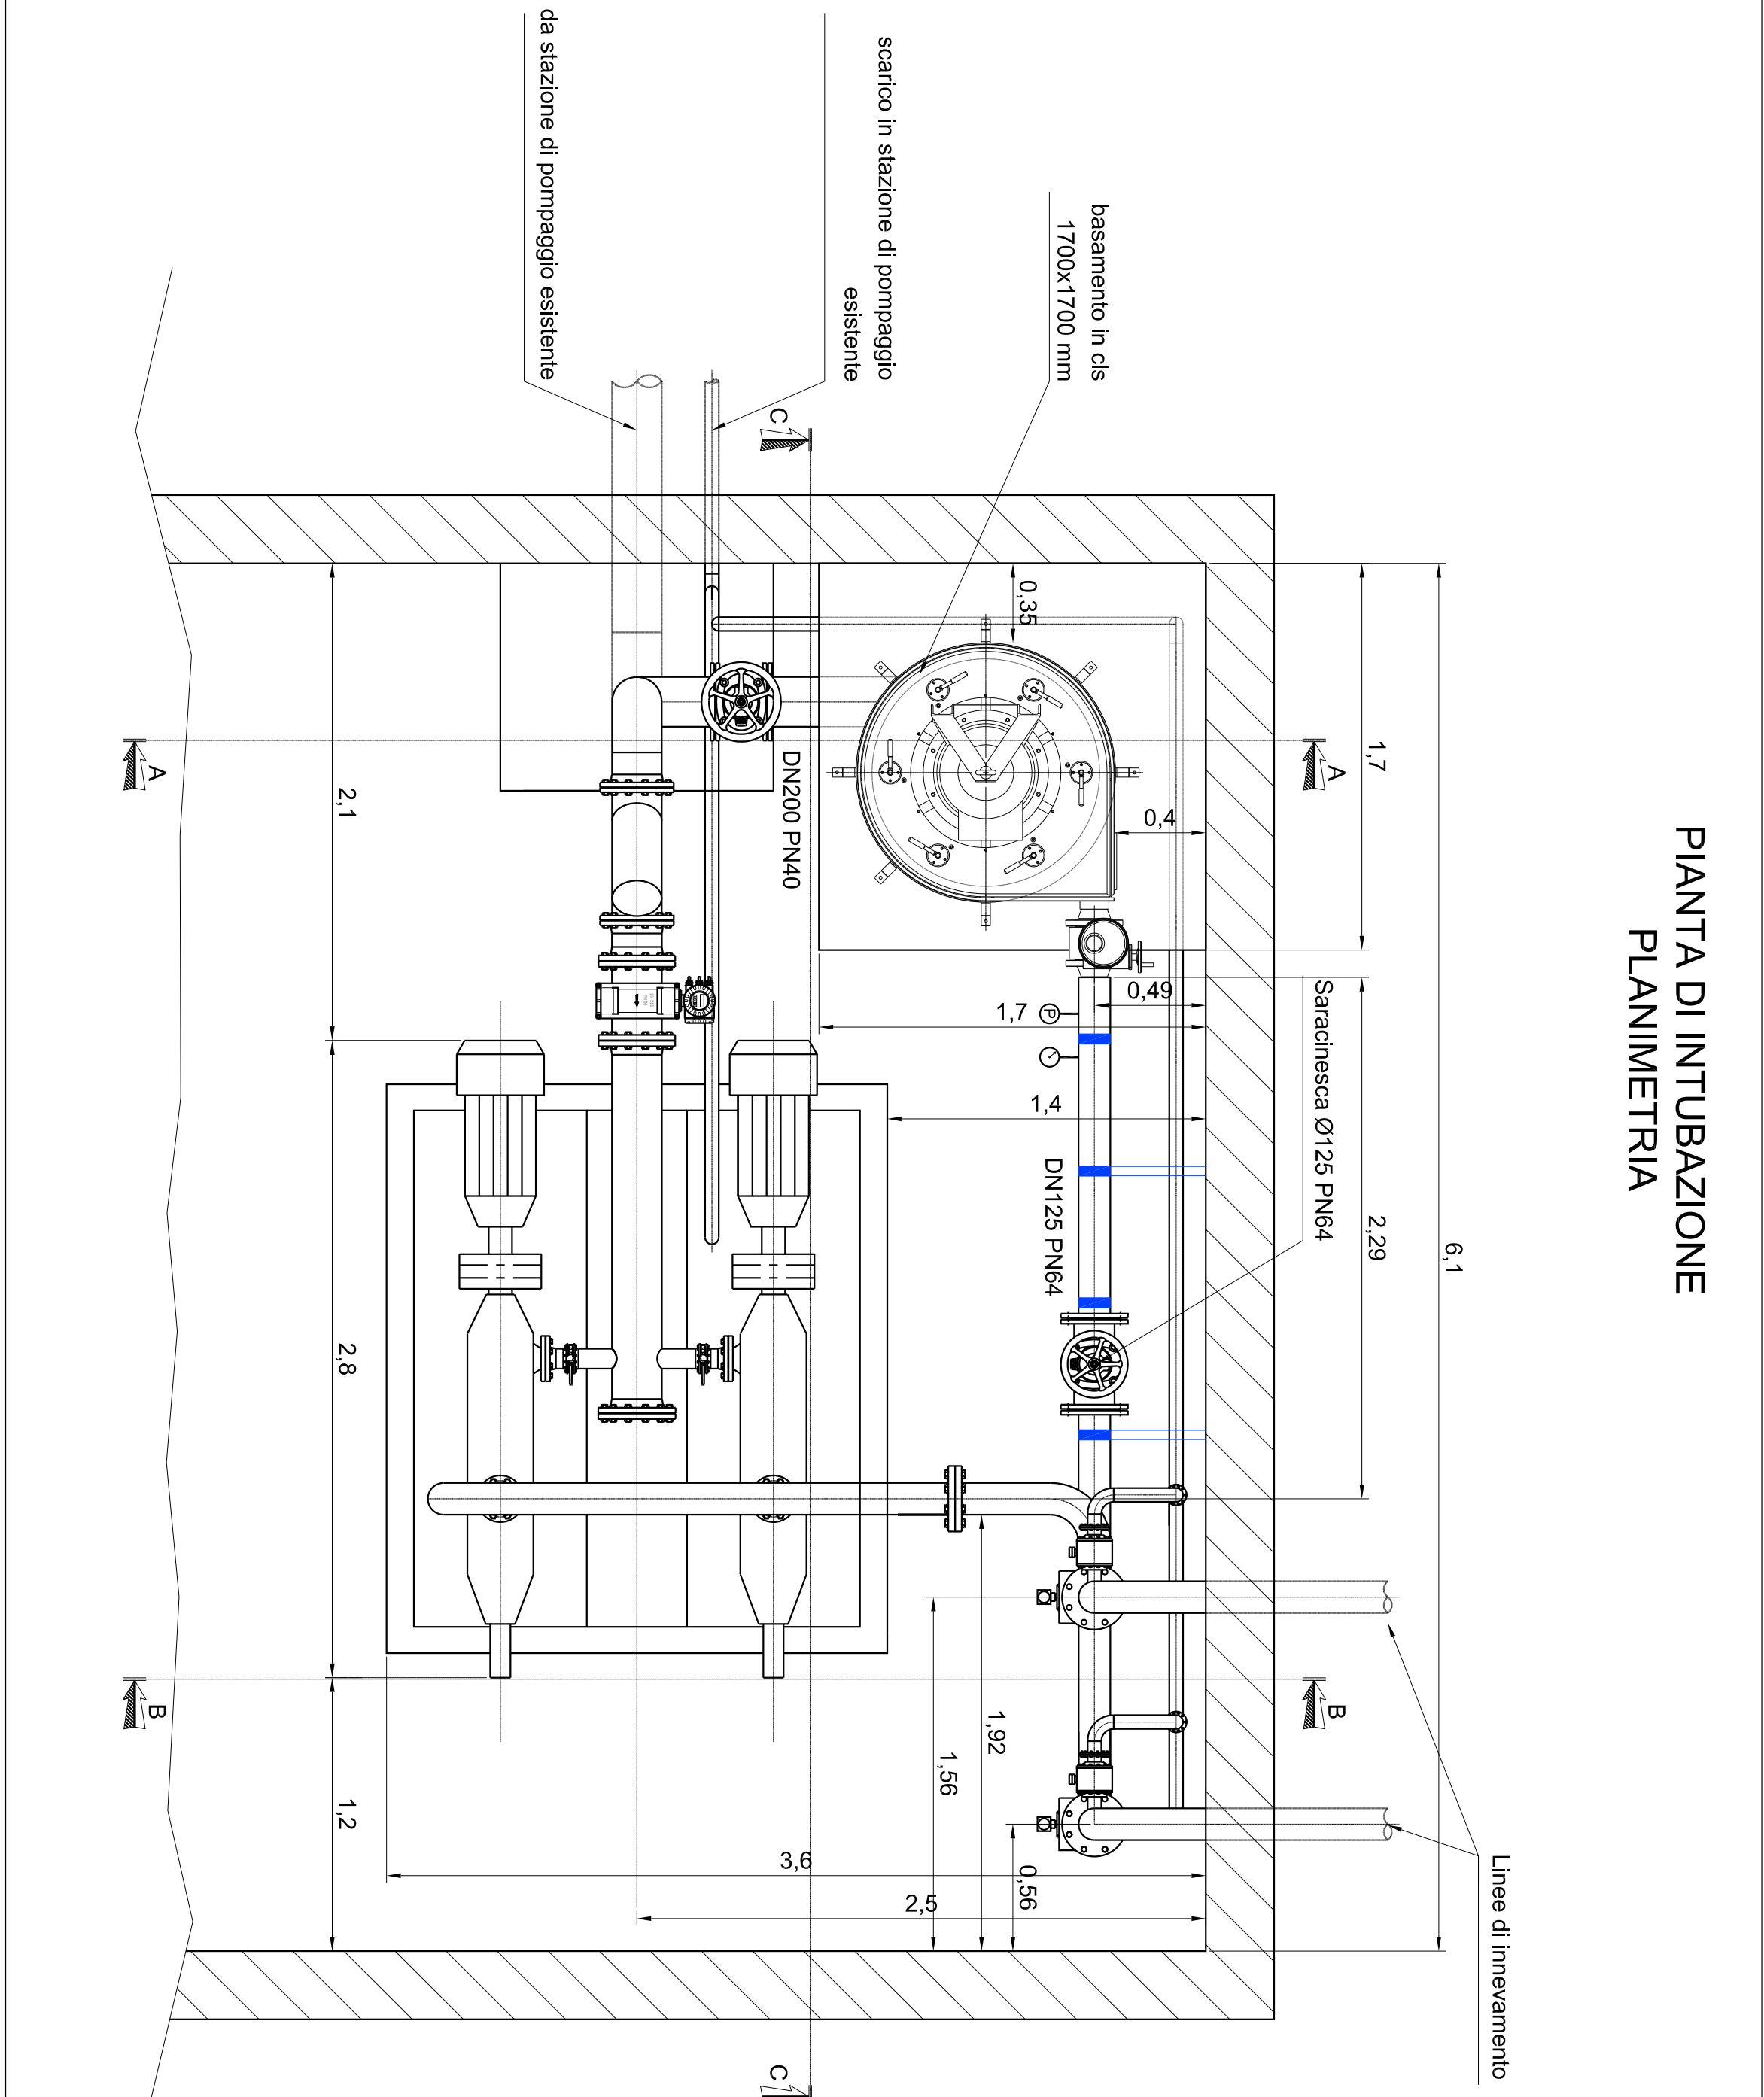 PIANTA DI INTUBAZIONE
PLANIMETRIA
Linee di innevamento
6,1
1,7
2,29
Saracinesca Ø125 PN64
A
B
0,4
0,49
basamento in cls
1700x1700 mm
0,35
1,7
P
1,4
DN125 PN64
1,92
1,56
0,56
scarico in stazione di pompaggio
esistente
C
C
DN200 PN40
3,6
2,5
da stazione di pompaggio esistente
2,1
2,8
1,2
A
B